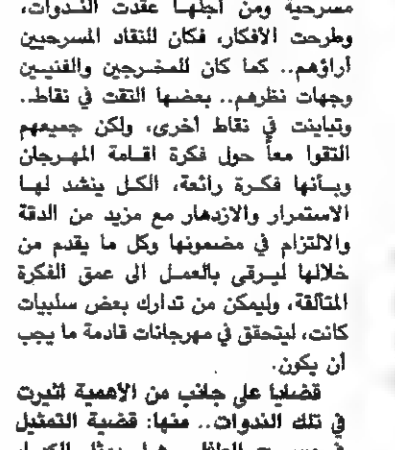 مسرحية ومن أجلها عقدت الندوات،
وطرحت الأفكار، فكان للنقاد المسرحيين
أراؤهم.. كما كان للمخرجين والفنيين
وجهات نظرهم.. بعضها التقت في نقاط..
وتباينت في نقاط أخرى، ولكن جميعهم
التقوا معاً حول فكرة اقامة المهرجان
وبأنها فكرة رائعة، الكل ينشد لها
الاستمرار والازدهار مع مزيد من الدقة
والالتزام في مضمونها وكل ما يقدم من
خلالها ليرقى بالعمل الى عمق الفكرة
المتألقة، وليمكن من تدارك بعض سلبيات
كانت، ليتحقق في مهرجانات قادمة ما يجب
أن يكون.
قضايا على جانب من الأهمية اثيرت
في تلك الندوات.. منها: قضية التمثيل